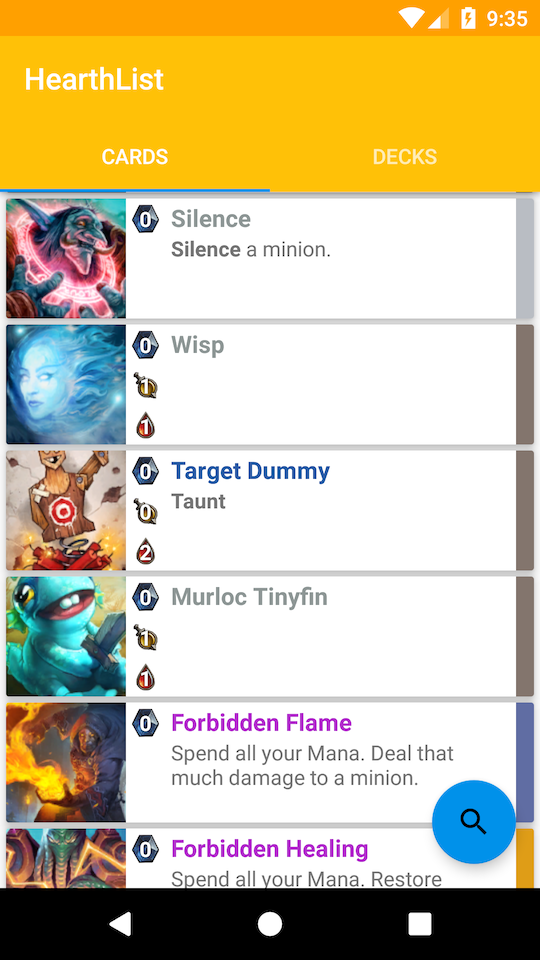 9:35
HearthList
CARDS
DECKS
0
Silence
Silence a minion.
0
Wisp
1
1
0
Target Dummy
0
Taunt
2
0
Murloc Tinyfin
1
1
0
Forbidden Flame
Spend all your Mana. Deal that
much damage to a minion.
0
Forbidden Healing
Spend all your Mana. Restore